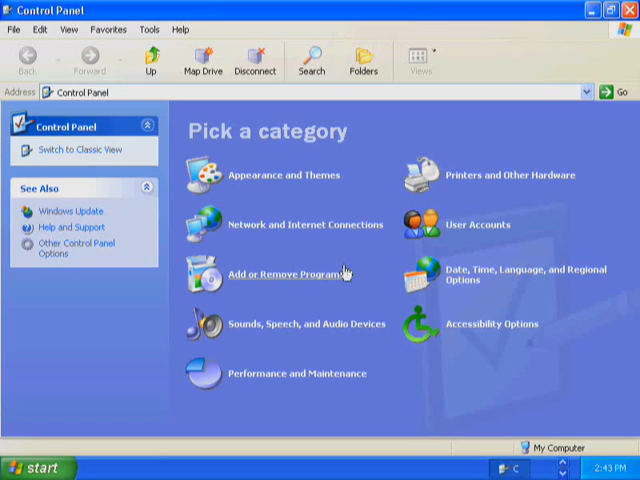 Control Panel
File Edit View Favorites Tools Help
Back Forward Up Map Drive Disconnect Search Folders Views
Address Control Panel Go
Control Panel
Switch to Classic View
See Also
Windows Update
Help and Support
Other Control Panel
Options
Pick a category
Appearance and Themes
Printers and Other Hardware
Network and Internet Connections
User Accounts
Add or Remove Programs
Date, Time, Language, and Regional
Options
Sounds, Speech, and Audio Devices
Accessibility Options
Performance and Maintenance
My Computer
start C 2:43 PM